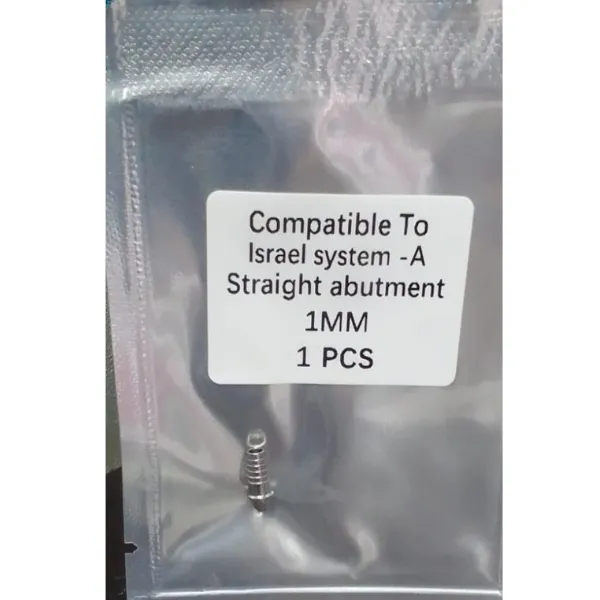 Compatible To
Israel system -A
Straight abutment
1MM
1 PCS